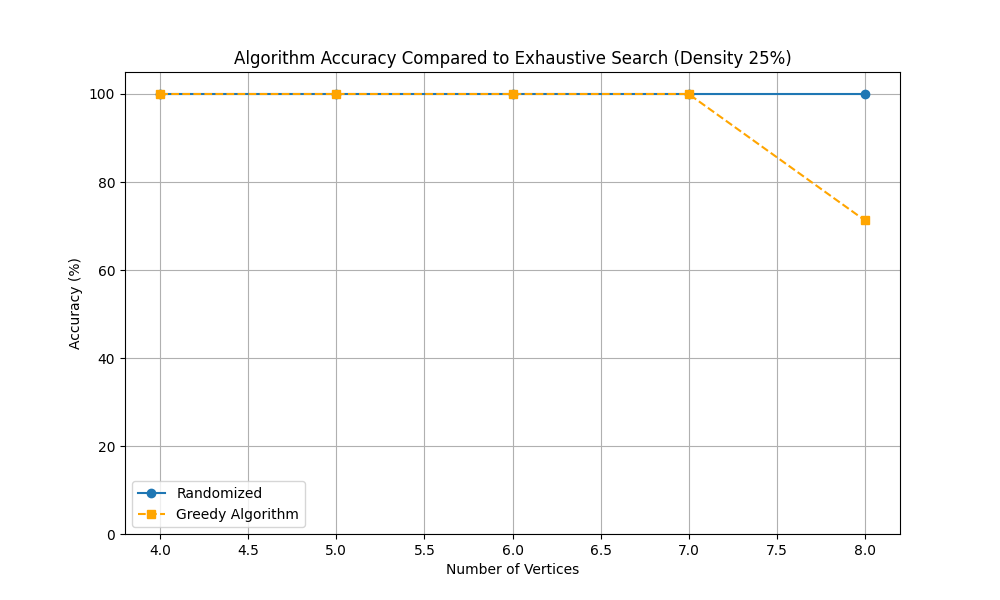 Algorithm Accuracy Compared to Exhaustive Search (Density 25%)
Accuracy (%)
100
80
60
40
20
0
Randomized
Greedy Algorithm
4.0 4.5 5.0 5.5 6.0 6.5 7.0 7.5 8.0
Number of Vertices